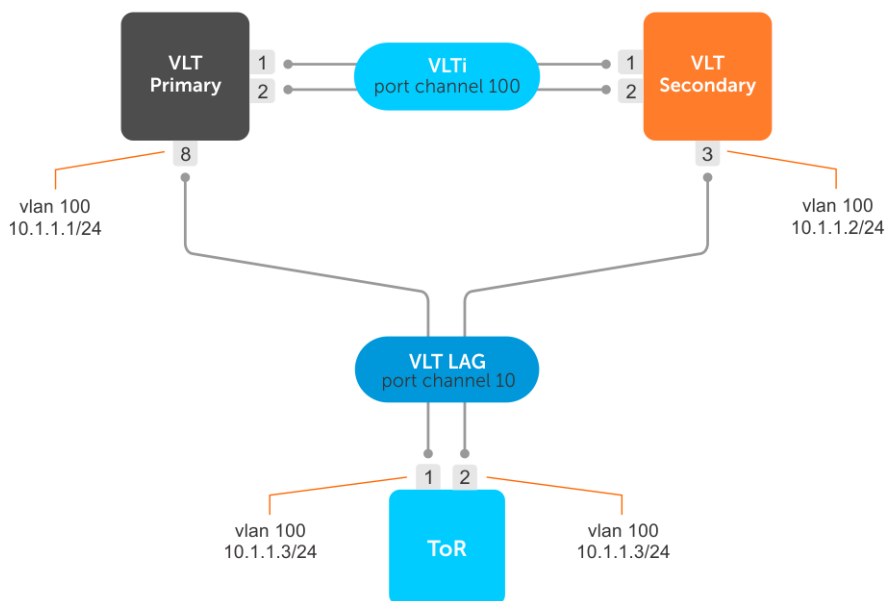 VLT
Primary
1
2
VLTi
port channel 100
1
2
VLT
Secondary
8
3
vlan 100
10.1.1.1/24
vlan 100
10.1.1.2/24
VLT LAG
port channel 10
1
2
vlan 100
10.1.1.3/24
vlan 100
10.1.1.3/24
ToR